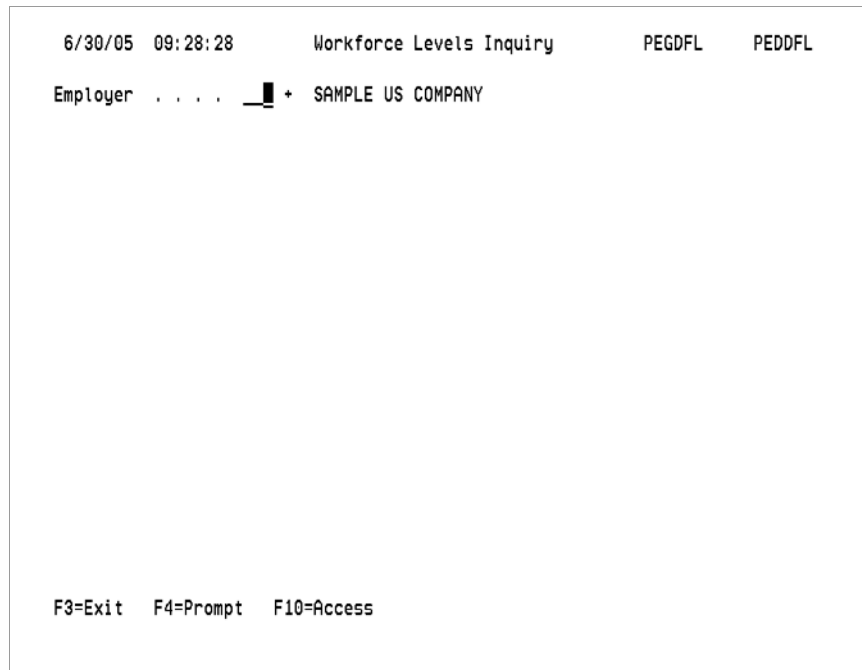 6/30/05 09:28:28 Workforce Levels Inquiry PEGDFL PEDDFL
Employer . . . . __ + SAMPLE US COMPANY
F3=Exit F4=Prompt F10=Access